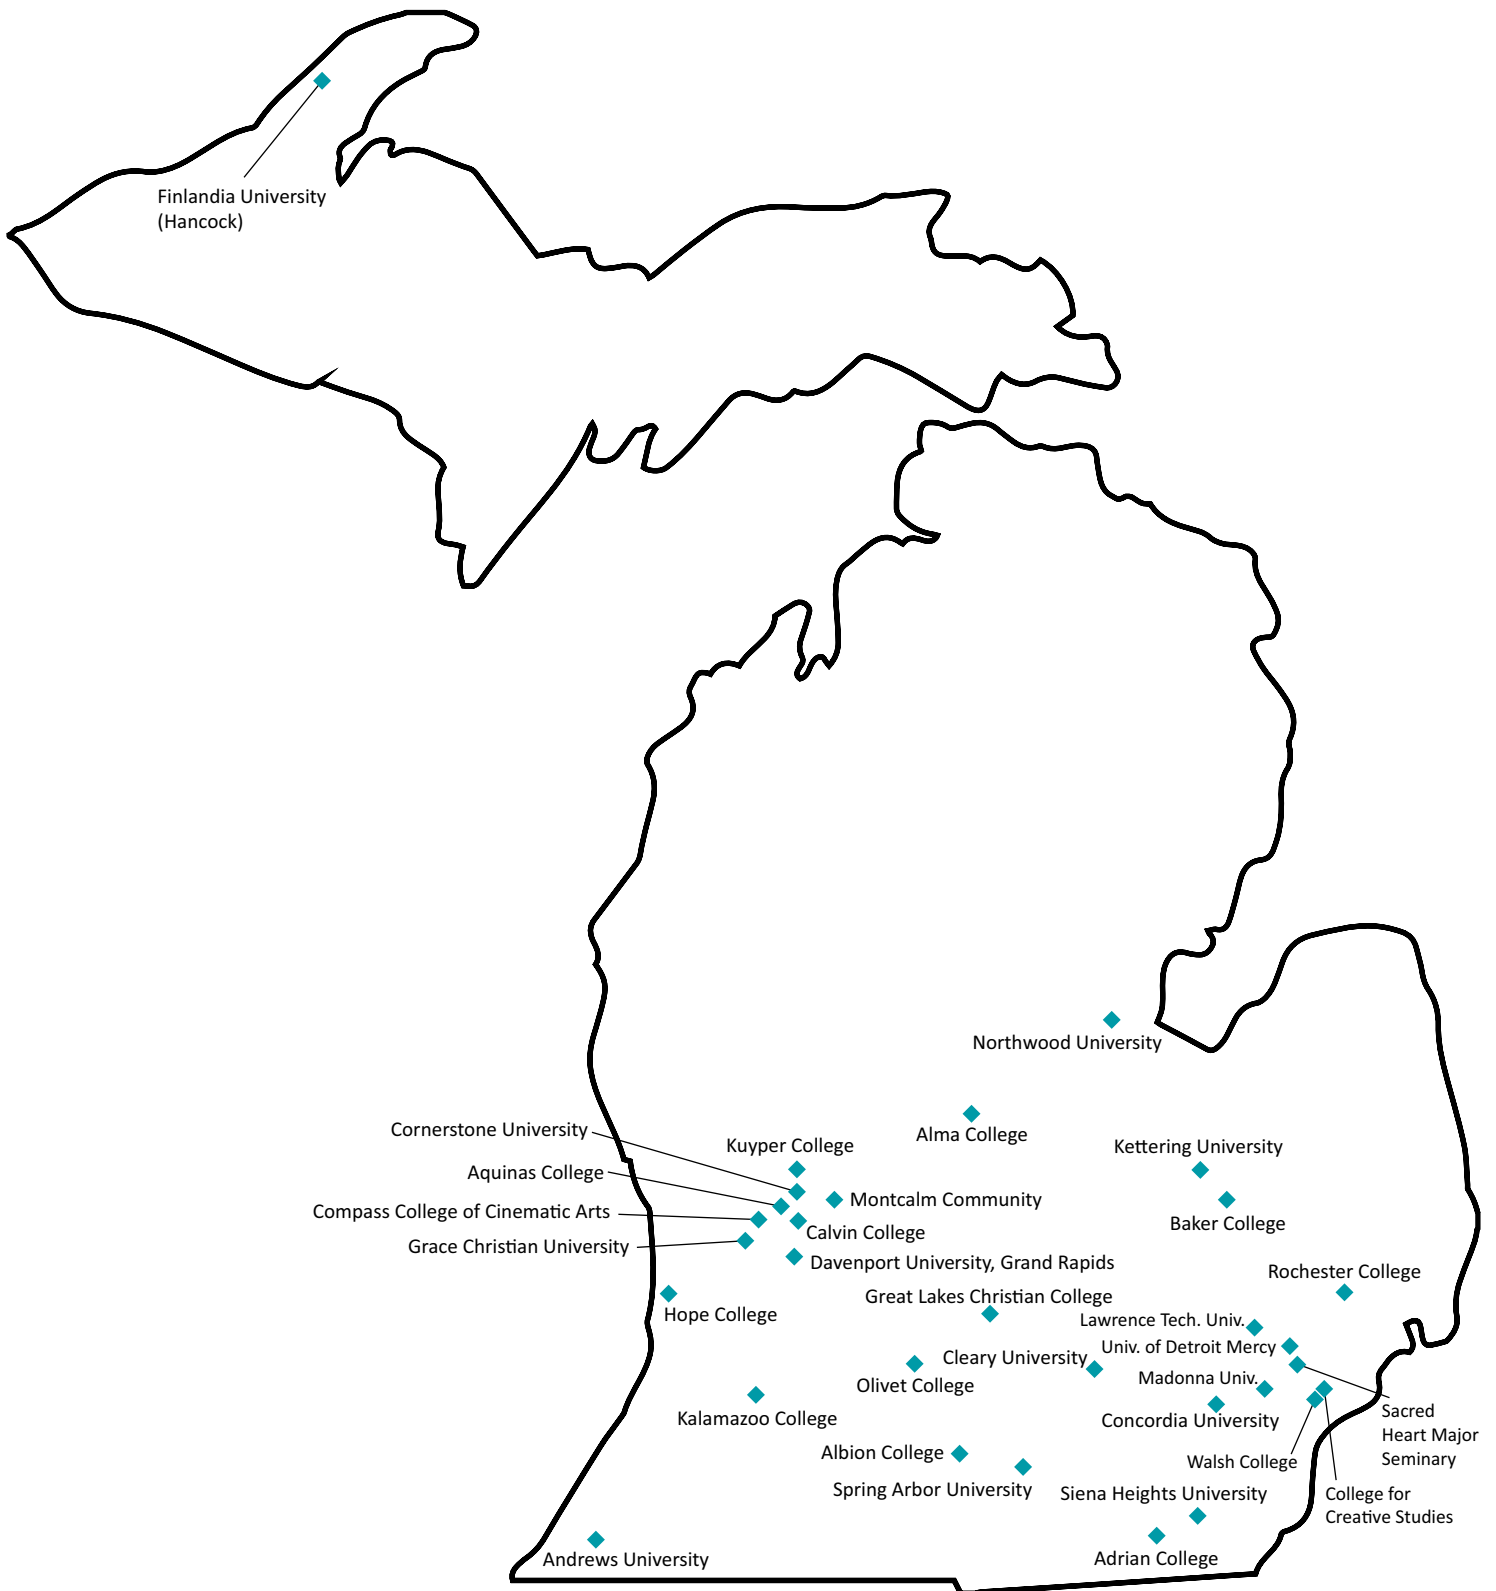 Finlandia University
(Hancock)
Northwood University
Cornerstone University
Kuyper College
Alma College
Kettering University
Aquinas College
Montcalm Community
Compass College of Cinematic Arts
Calvin College
Baker College
Grace Christian University
Davenport University, Grand Rapids
Rochester College
Great Lakes Christian College
Hope College
Lawrence Tech. Univ.
Univ. of Detroit Mercy
Cleary University
Madonna Univ.
Olivet College
Kalamazoo College
Concordia University
Sacred
Heart Major
Seminary
Albion College
Walsh College
Spring Arbor University
Siena Heights University
College for
Creative Studies
Andrews University
Adrian College